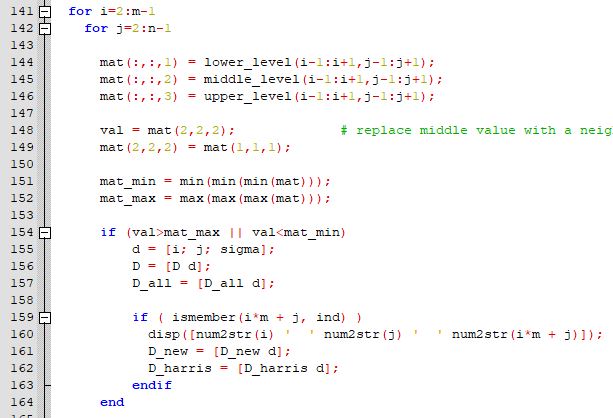 141 for i=2:m-1
142 for j=2:n-1
143
144 mat(:,:,1) = lower_level(i-1:i+1,j-1:j+1);
145 mat(:,:,2) = middle_level(i-1:i+1,j-1:j+1);
146 mat(:,:,3) = upper_level(i-1:i+1,j-1:j+1);
147
148 val = mat(2,2,2); # replace middle value with a neig
149 mat(2,2,2) = mat(1,1,1);
150
151 mat_min = min(min(min(mat)));
152 mat_max = max(max(max(mat)));
153
154 if (val>mat_max || val<mat_min)
155 d = [i; j; sigma];
156 D = [D d];
157 D_all = [D_all d];
158
159 if ( ismember(i*m + j, ind) )
160 disp([num2str(i) ' ' num2str(j) ' ' num2str(i*m + j)]);
161 D_new = [D_new d];
162 D_harris = [D_harris d];
163 endif
164 end